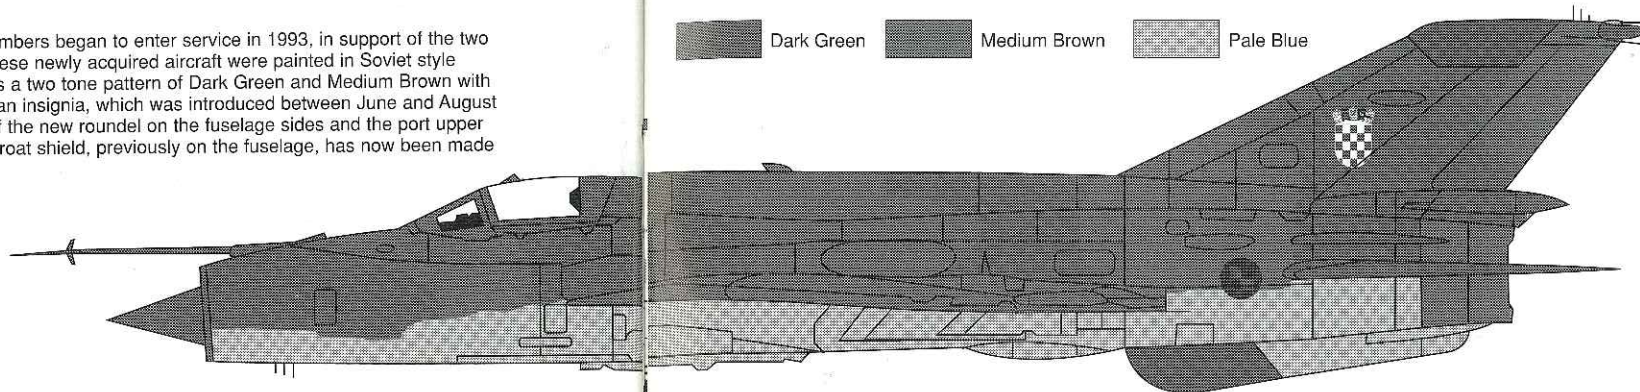 mbers began to enter service in 1993, in support of the two
ese newly acquired aircraft were painted in Soviet style
s a two tone pattern of Dark Green and Medium Brown with
an insignia, which was introduced between June and August
f the new roundel on the fuselage sides and the port upper
roat shield, previously on the fuselage, has now been made
Dark Green
Medium Brown
Pale Blue